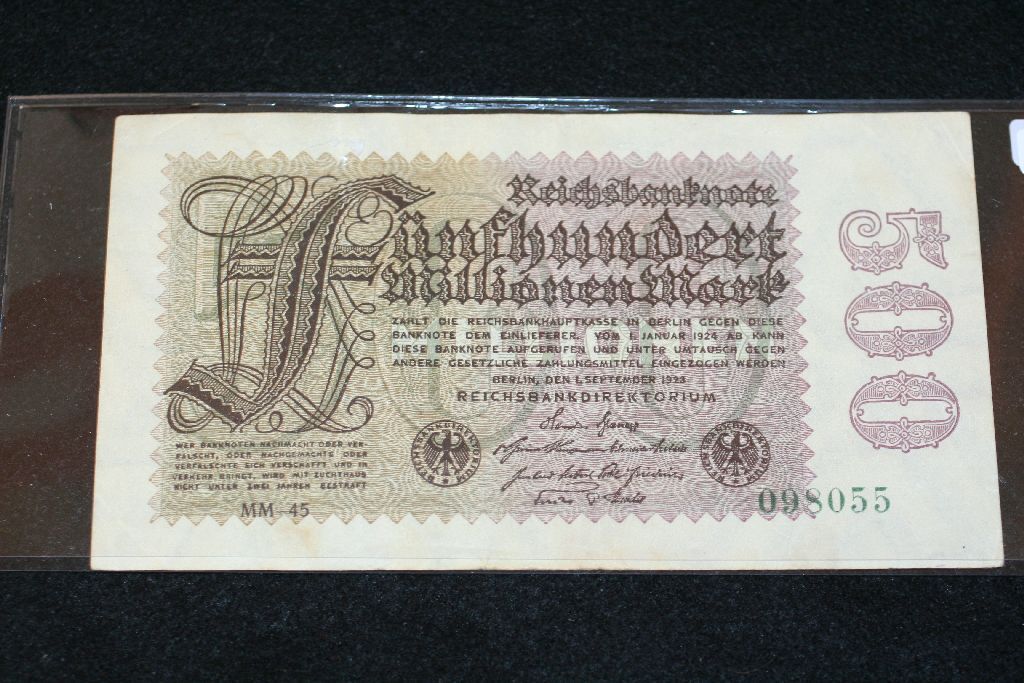 Reichsbanknote
Fünfhundert
Millionen Mark
ZAHLT DIE REICHSBANKHAUPTKASSE IN BERLIN GEGEN DIESE
BANKNOTE DEM EINLIEFERER. VOM 1. JANUAR 1924 AB KANN
DIESE BANKNOTE AUFGERUFEN UND UNTER UMTAUSCH GEGEN
ANDERE GESETZLICHE ZAHLUNGSMITTEL EINGEZOGEN WERDEN
BERLIN, DEN 1. SEPTEMBER 1923
REICHSBANKDIREKTORIUM
WER BANKNOTEN NACHMACHT ODER VER-
FÄLSCHT, ODER NACHGEMACHTE ODER
VERFÄLSCHTE SICH VERSCHAFFT UND IN
VERKEHR BRINGT, WIRD MIT ZUCHTHAUS
NICHT UNTER ZWEI JAHREN BESTRAFT
MM-45
REICHSBANKDIREKTORIUM
REICHSBANKDIREKTORIUM
098055
500